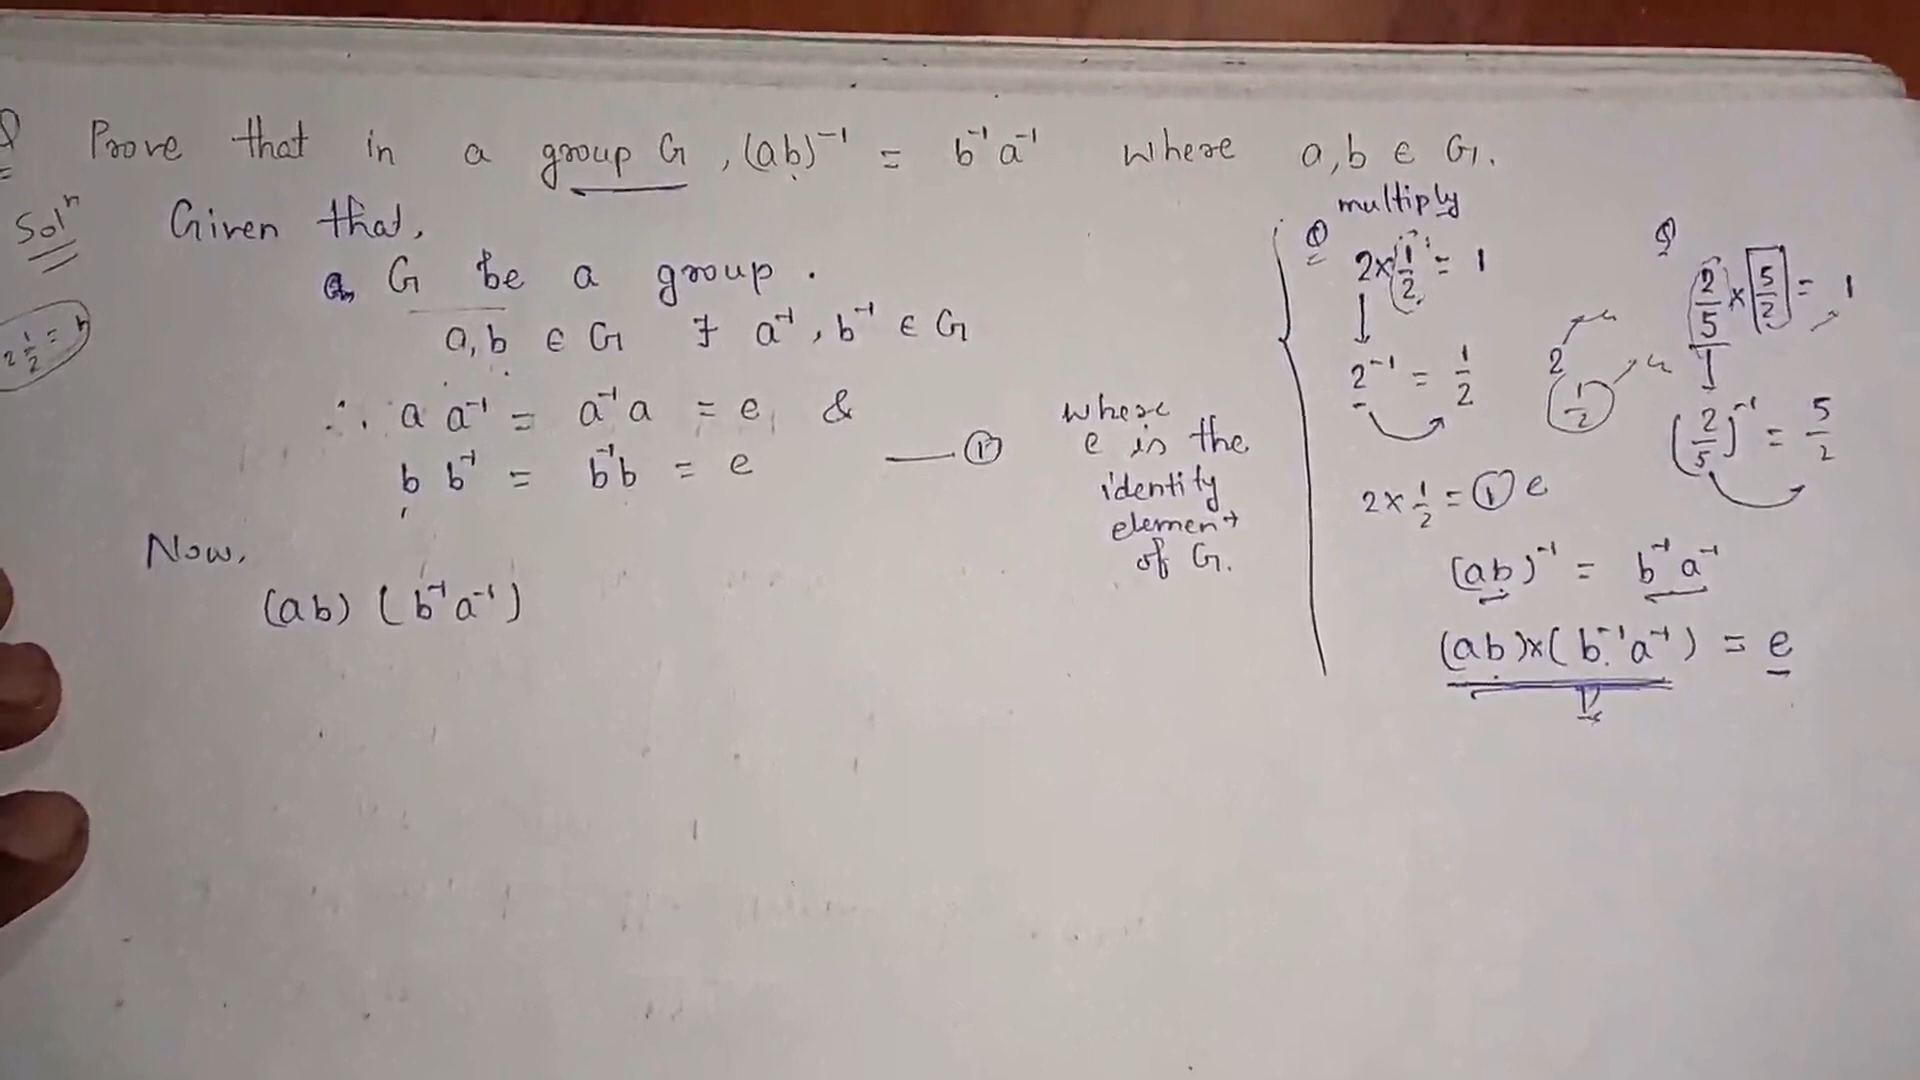 Q Prove that in a group G, (ab)⁻¹ = b⁻¹a⁻¹ where a,b ∈ G.
Solⁿ Given that,
G be a group.
a,b ∈ G ∃ a⁻¹, b⁻¹ ∈ G
∴ a a⁻¹ = a⁻¹a = e &
b b⁻¹ = b⁻¹b = e —①
where
e is the
identity
element
of G.
Now,
(ab) (b⁻¹a⁻¹)
multiply
2×1/2 = 1
2⁻¹ = 1/2
2
1/2
2×1/2 = ① e
Q
2/5 × 5/2 = 1
(2/5)⁻¹ = 5/2
(ab)⁻¹ = b⁻¹a⁻¹
(ab)×(b⁻¹a⁻¹) = e